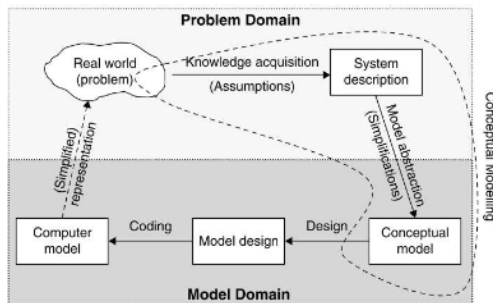 Problem Domain
Real world
(problem)
Knowledge acquisition
(Assumptions)
System
description
Conceptual Modelling
Model abstraction
(Simplifications)
(Simplified)
representation
Computer
model
Coding
Model design
Design
Conceptual
model
Model Domain